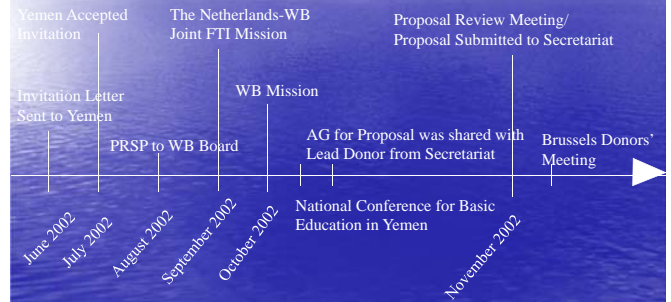 Yemen Accepted
Invitation
The Netherlands-WB
Joint FTI Mission
Proposal Review Meeting/
Proposal Submitted to Secretariat
Invitation Letter
Sent to Yemen
WB Mission
PRSP to WB Board
AG for Proposal was shared with
Lead Donor from Secretariat
Brussels Donors'
Meeting
National Conference for Basic
Education in Yemen
June 2002
July 2002
August 2002
September 2002
October 2002
November 2002